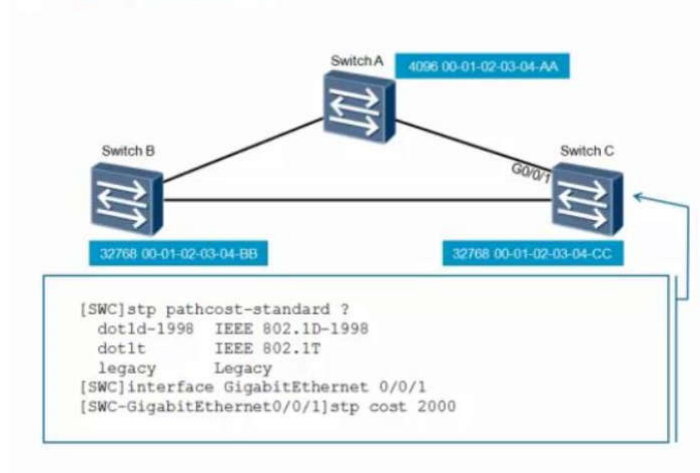 Switch A
4096 00-01-02-03-04-AA
Switch B
Switch C
G0/0/1
32768 00-01-02-03-04-BB
32768 00-01-02-03-04-CC
[SWC]stp pathcost-standard ?
dot1d-1998 IEEE 802.1D-1998
dot1t IEEE 802.1T
legacy Legacy
[SWC]interface GigabitEthernet 0/0/1
[SWC-GigabitEthernet0/0/1]stp cost 2000